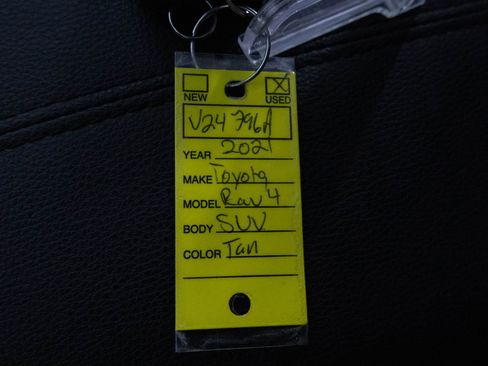 NEW USED
V24796A
YEAR 2021
MAKE Toyota
MODEL Rav 4
BODY SUV
COLOR Tan